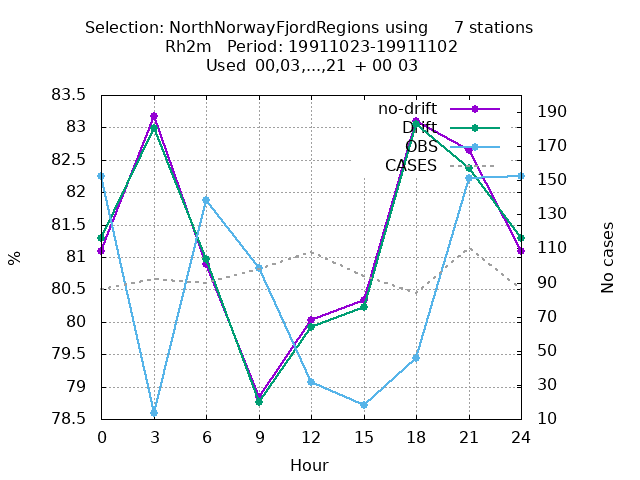 Selection: NorthNorwayFjordRegions using 7 stations
Rh2m Period: 19911023-19911102
Used 00,03,...,21 + 00 03
no-drift
Drift
OBS
CASES
83.5
83
82.5
82
81.5
81
80.5
80
79.5
79
78.5
190
170
150
130
110
90
70
50
30
10
%
No cases
0 3 6 9 12 15 18 21 24
Hour